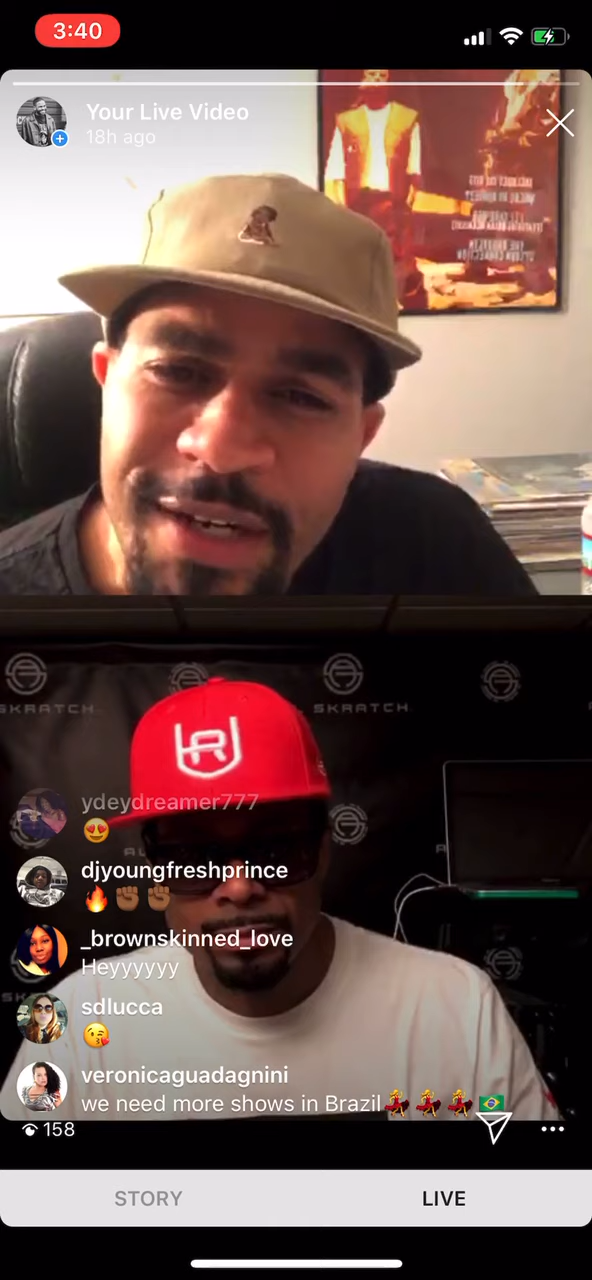 3:40
Your Live Video
18h ago
SKRATCH
SKRATCH
ydeydreamer777
😍
djyoungfreshprince
🔥✊🏾✊🏾
_brownskinned_love
Heyyyyyy
sdlucca
😘
veronicaguadagnini
we need more shows in Brazil💃💃💃🇧🇷
158
STORY
LIVE